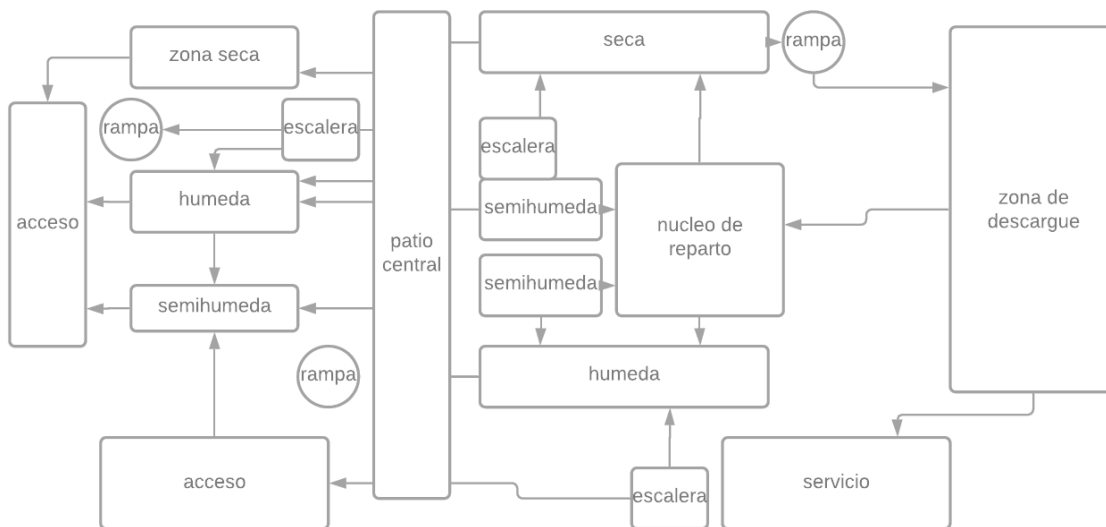 zona seca
seca
rampa
rampa
escalera
escalera
humeda
semihumeda
acceso
patio
central
nucleo de
reparto
zona de
descargue
semihumeda
semihumeda
rampa
humeda
acceso
escalera
servicio